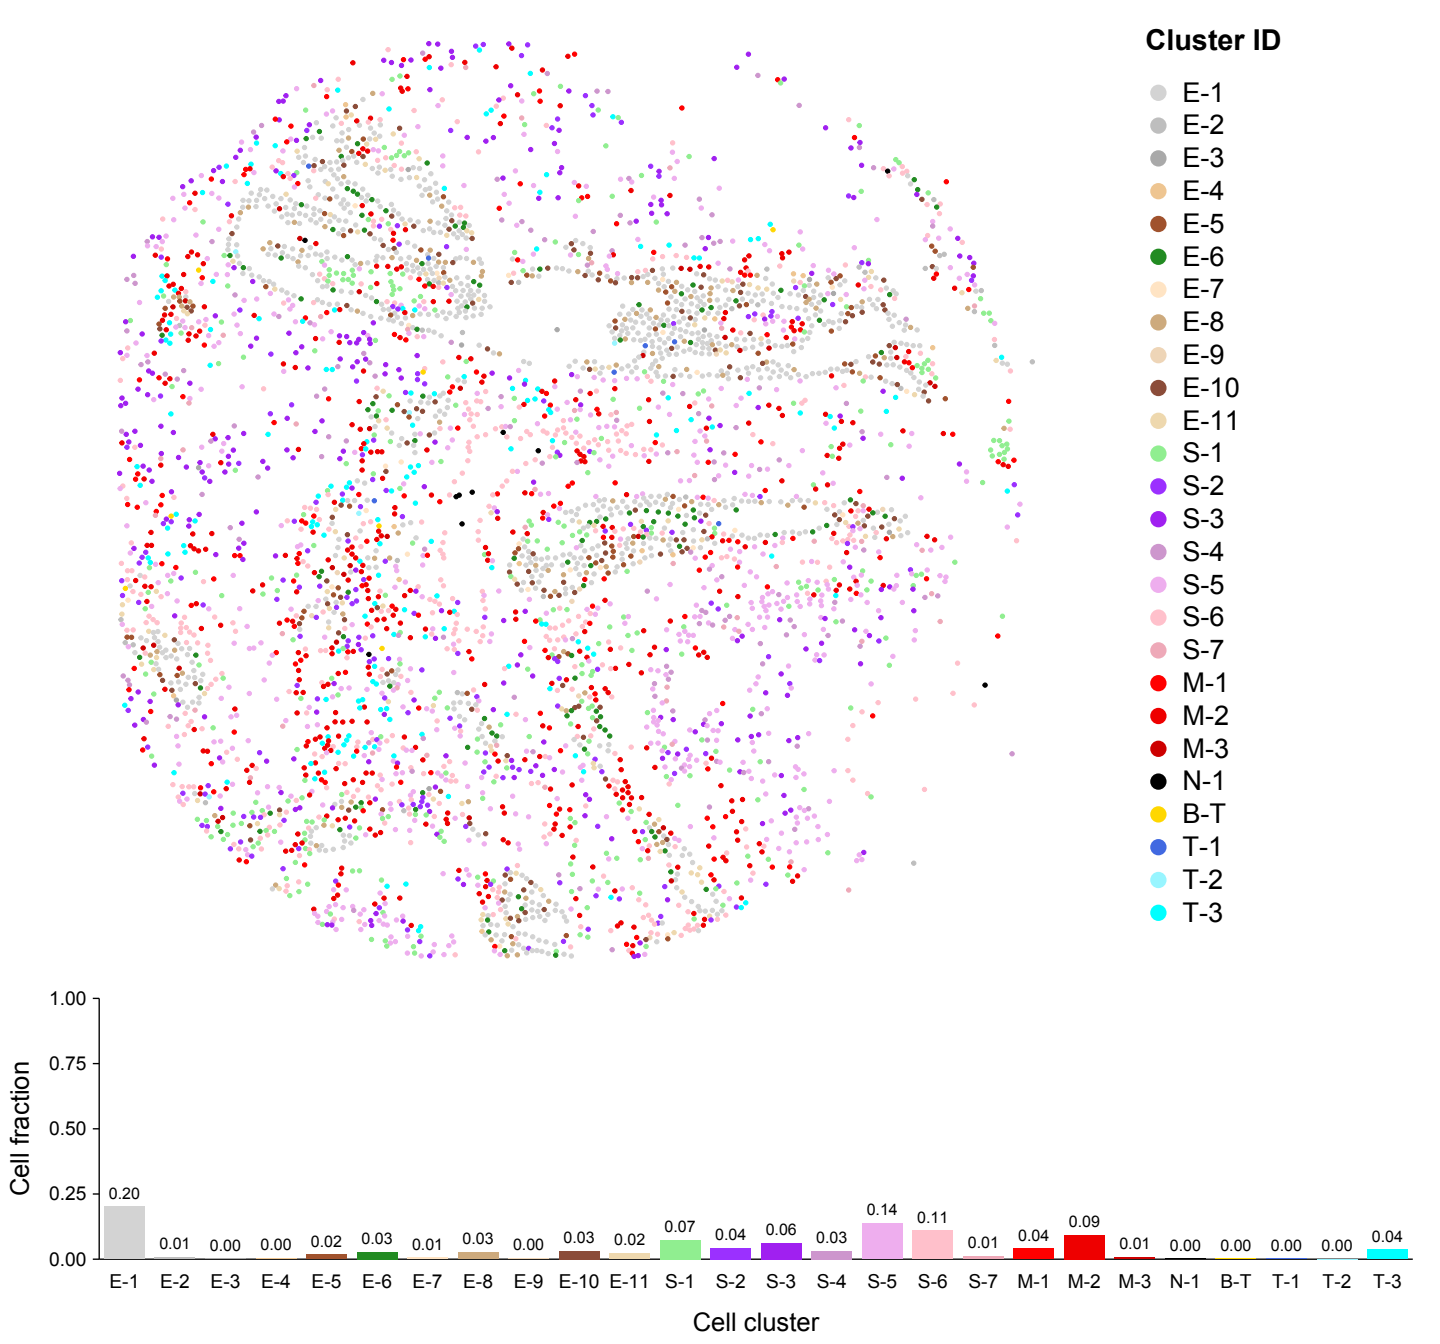 Cluster ID
E-1
E-2
E-3
E-4
E-5
E-6
E-7
E-8
E-9
E-10
E-11
S-1
S-2
S-3
S-4
S-5
S-6
S-7
M-1
M-2
M-3
N-1
B-T
T-1
T-2
T-3
1.00
0.75
0.50
0.25
0.00
Cell fraction
0.20 0.01 0.00 0.00 0.02 0.03 0.01 0.03 0.00 0.03 0.02 0.07 0.04 0.06 0.03 0.14 0.11 0.01 0.04 0.09 0.01 0.00 0.00 0.00 0.00 0.04
E-1 E-2 E-3 E-4 E-5 E-6 E-7 E-8 E-9 E-10 E-11 S-1 S-2 S-3 S-4 S-5 S-6 S-7 M-1 M-2 M-3 N-1 B-T T-1 T-2 T-3
Cell cluster